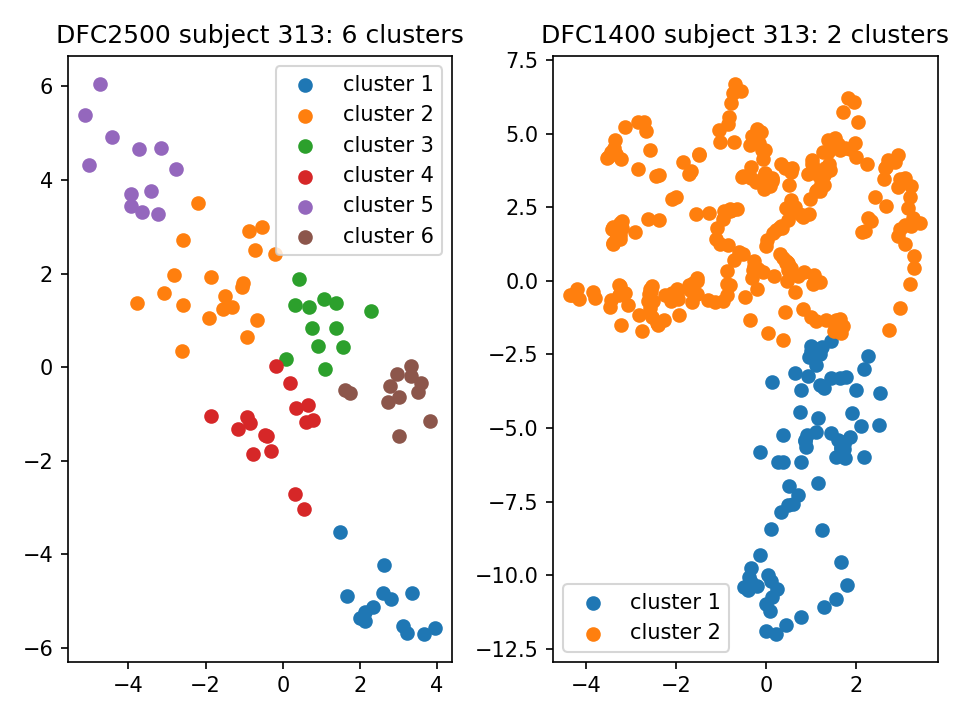 DFC2500 subject 313: 6 clusters
cluster 1
cluster 2
cluster 3
cluster 4
cluster 5
cluster 6
6
4
2
0
−2
−4
−6
−4
−2
0
2
4
DFC1400 subject 313: 2 clusters
7.5
5.0
2.5
0.0
−2.5
−5.0
−7.5
−10.0
−12.5
cluster 1
cluster 2
−4
−2
0
2